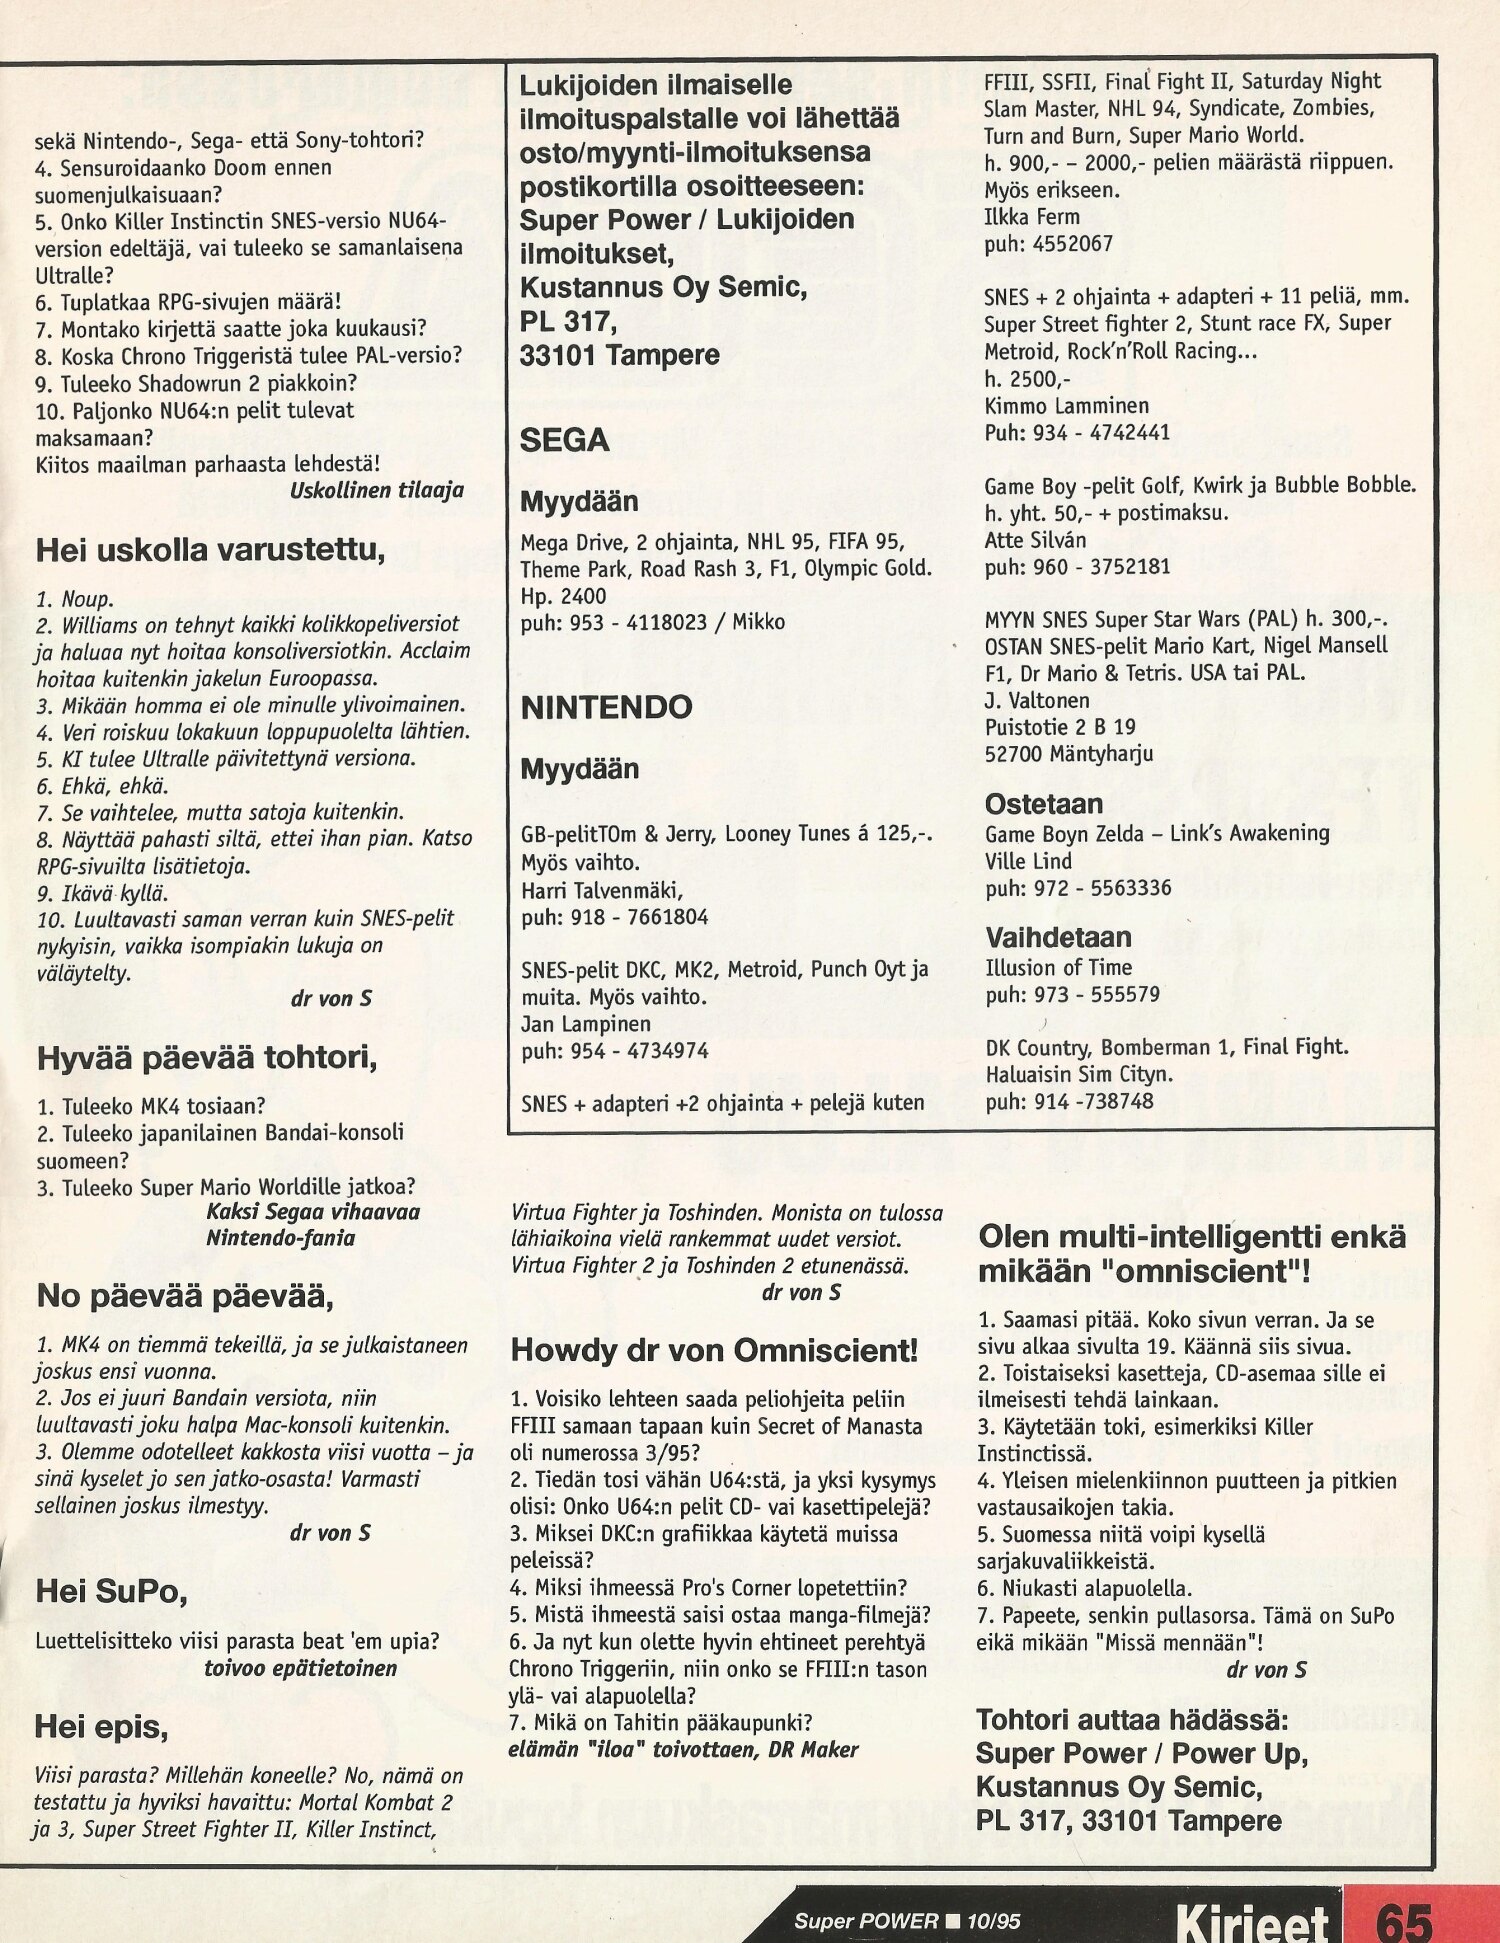 sekä Nintendo-, Sega- että Sony-tohtori?
4. Sensuroidaanko Doom ennen
suomenjulkaisuaan?
5. Onko Killer Instinctin SNES-versio NU64-
version edeltäjä, vai tuleeko se samanlaisena
Ultralle?
6. Tuplatkaa RPG-sivujen määrä!
7. Montako kirjettä saatte joka kuukausi?
8. Koska Chrono Triggeristä tulee PAL-versio?
9. Tuleeko Shadowrun 2 piakkoin?
10. Paljonko NU64:n pelit tulevat
maksamaan?
Kiitos maailman parhaasta lehdestä!
Uskollinen tilaaja
Hei uskolla varustettu,
1. Noup.
2. Williams on tehnyt kaikki kolikkopeliversiot
ja haluaa nyt hoitaa konsoliversiotkin. Acclaim
hoitaa kuitenkin jakelun Euroopassa.
3. Mikään homma ei ole minulle ylivoimainen.
4. Veri roiskuu lokakuun loppupuolelta lähtien.
5. KI tulee Ultralle päivitettynä versiona.
6. Ehkä, ehkä.
7. Se vaihtelee, mutta satoja kuitenkin.
8. Näyttää pahasti siltä, ettei ihan pian. Katso
RPG-sivuilta lisätietoja.
9. Ikävä kyllä.
10. Luultavasti saman verran kuin SNES-pelit
nykyisin, vaikka isompiakin lukuja on
väläytelty.
dr von S
Hyvää päevää tohtori,
1. Tuleeko MK4 tosiaan?
2. Tuleeko japanilainen Bandai-konsoli
suomeen?
3. Tuleeko Super Mario Worldille jatkoa?
Kaksi Segaa vihaavaa
Nintendo-fania
No päevää päevää,
1. MK4 on tiemmä tekeillä, ja se julkaistaneen
joskus ensi vuonna.
2. Jos ei juuri Bandain versiota, niin
luultavasti joku halpa Mac-konsoli kuitenkin.
3. Olemme odotelleet kakkosta viisi vuotta – ja
sinä kyselet jo sen jatko-osasta! Varmasti
sellainen joskus ilmestyy.
dr von S
Hei SuPo,
Luettelisitteko viisi parasta beat 'em upia?
toivoo epätietoinen
Hei epis,
Viisi parasta? Millehän koneelle? No, nämä on
testattu ja hyviksi havaittu: Mortal Kombat 2
ja 3, Super Street Fighter II, Killer Instinct,
Lukijoiden ilmaiselle
ilmoituspalstalle voi lähettää
osto/myynti-ilmoituksensa
postikortilla osoitteeseen:
Super Power / Lukijoiden
ilmoitukset,
Kustannus Oy Semic,
PL 317,
33101 Tampere
SEGA
Myydään
Mega Drive, 2 ohjainta, NHL 95, FIFA 95,
Theme Park, Road Rash 3, F1, Olympic Gold.
Hp. 2400
puh: 953 - 4118023 / Mikko
NINTENDO
Myydään
GB-pelitTOm & Jerry, Looney Tunes á 125,-.
Myös vaihto.
Harri Talvenmäki,
puh: 918 - 7661804
SNES-pelit DKC, MK2, Metroid, Punch Oyt ja
muita. Myös vaihto.
Jan Lampinen
puh: 954 - 4734974
SNES + adapteri +2 ohjainta + pelejä kuten
FFIII, SSFII, Final Fight II, Saturday Night
Slam Master, NHL 94, Syndicate, Zombies,
Turn and Burn, Super Mario World.
h. 900,- – 2000,- pelien määrästä riippuen.
Myös erikseen.
Ilkka Ferm
puh: 4552067
SNES + 2 ohjainta + adapteri + 11 peliä, mm.
Super Street fighter 2, Stunt race FX, Super
Metroid, Rock'n'Roll Racing...
h. 2500,-
Kimmo Lamminen
Puh: 934 - 4742441
Game Boy -pelit Golf, Kwirk ja Bubble Bobble.
h. yht. 50,- + postimaksu.
Atte Silván
puh: 960 - 3752181
MYYN SNES Super Star Wars (PAL) h. 300,-.
OSTAN SNES-pelit Mario Kart, Nigel Mansell
F1, Dr Mario & Tetris. USA tai PAL.
J. Valtonen
Puistotie 2 B 19
52700 Mäntyharju
Ostetaan
Game Boyn Zelda – Link's Awakening
Ville Lind
puh: 972 - 5563336
Vaihdetaan
Illusion of Time
puh: 973 - 555579
DK Country, Bomberman 1, Final Fight.
Haluaisin Sim Cityn.
puh: 914 -738748
Virtua Fighter ja Toshinden. Monista on tulossa
lähiaikoina vielä rankemmat uudet versiot.
Virtua Fighter 2 ja Toshinden 2 etunenässä.
dr von S
Howdy dr von Omniscient!
1. Voisiko lehteen saada peliohjeita peliin
FFIII samaan tapaan kuin Secret of Manasta
oli numerossa 3/95?
2. Tiedän tosi vähän U64:stä, ja yksi kysymys
olisi: Onko U64:n pelit CD- vai kasettipelejä?
3. Miksei DKC:n grafiikkaa käytetä muissa
peleissä?
4. Miksi ihmeessä Pro's Corner lopetettiin?
5. Mistä ihmeestä saisi ostaa manga-filmejä?
6. Ja nyt kun olette hyvin ehtineet perehtyä
Chrono Triggeriin, niin onko se FFIII:n tason
ylä- vai alapuolella?
7. Mikä on Tahitin pääkaupunki?
elämän "iloa" toivottaen, DR Maker
Olen multi-intelligentti enkä
mikään "omniscient"!
1. Saamasi pitää. Koko sivun verran. Ja se
sivu alkaa sivulta 19. Käännä siis sivua.
2. Toistaiseksi kasetteja, CD-asemaa sille ei
ilmeisesti tehdä lainkaan.
3. Käytetään toki, esimerkiksi Killer
Instinctissä.
4. Yleisen mielenkiinnon puutteen ja pitkien
vastausaikojen takia.
5. Suomessa niitä voipi kysellä
sarjakuvaliikkeistä.
6. Niukasti alapuolella.
7. Papeete, senkin pullasorsa. Tämä on SuPo
eikä mikään "Missä mennään"!
dr von S
Tohtori auttaa hädässä:
Super Power / Power Up,
Kustannus Oy Semic,
PL 317, 33101 Tampere
Super POWER ■ 10/95
Kirjeet 65